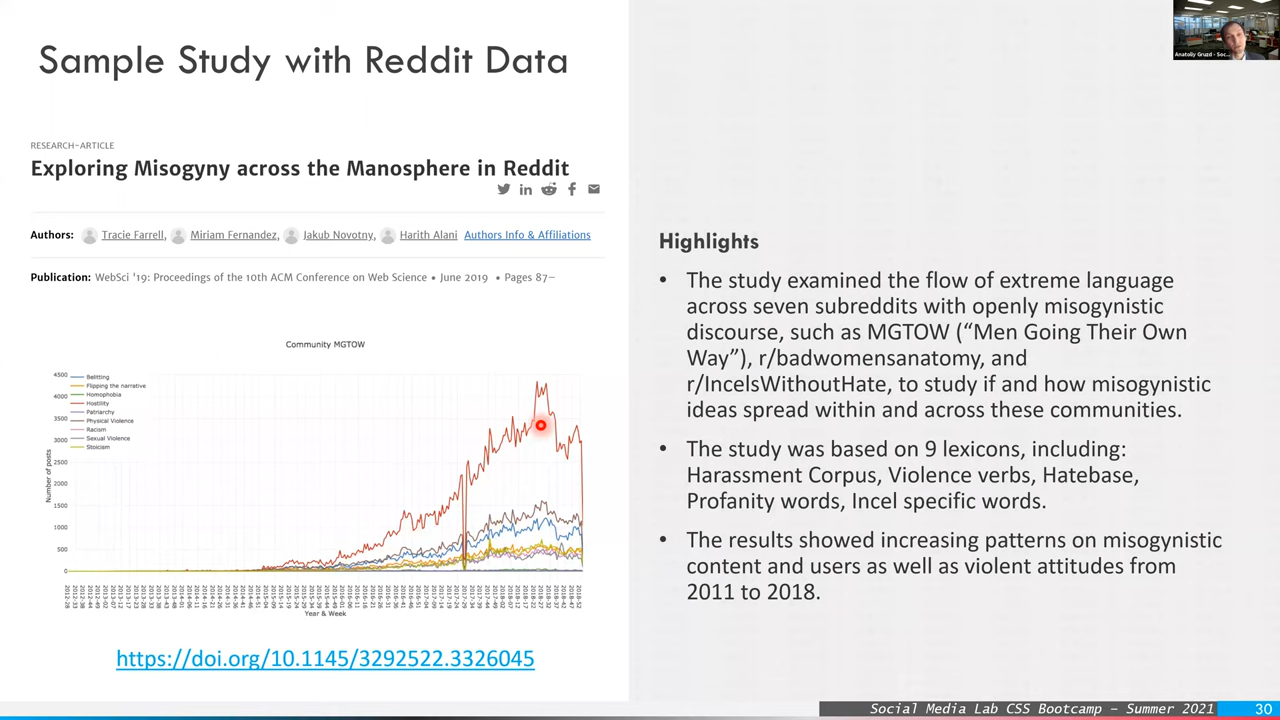 Sample Study with Reddit Data
Anatoliy Gruzd - Soc...
RESEARCH-ARTICLE
Exploring Misogyny across the Manosphere in Reddit
Authors: Tracie Farrell, Miriam Fernandez, Jakub Novotny, Harith Alani Authors Info & Affiliations
Publication: WebSci '19: Proceedings of the 10th ACM Conference on Web Science • June 2019 • Pages 87–
Community MGTOW
Belitting
Flipping the narrative
Homophobia
Hostility
Patriarchy
Physical Violence
Racism
Sexual Violence
Stoicism
Number of posts
4500
4000
3500
3000
2500
2000
1500
1000
500
0
Year & Week
https://doi.org/10.1145/3292522.3326045
Highlights
• The study examined the flow of extreme language
across seven subreddits with openly misogynistic
discourse, such as MGTOW (“Men Going Their Own
Way”), r/badwomensanatomy, and
r/IncelsWithoutHate, to study if and how misogynistic
ideas spread within and across these communities.
• The study was based on 9 lexicons, including:
Harassment Corpus, Violence verbs, Hatebase,
Profanity words, Incel specific words.
• The results showed increasing patterns on misogynistic
content and users as well as violent attitudes from
2011 to 2018.
Social Media Lab CSS Bootcamp – Summer 2021
30